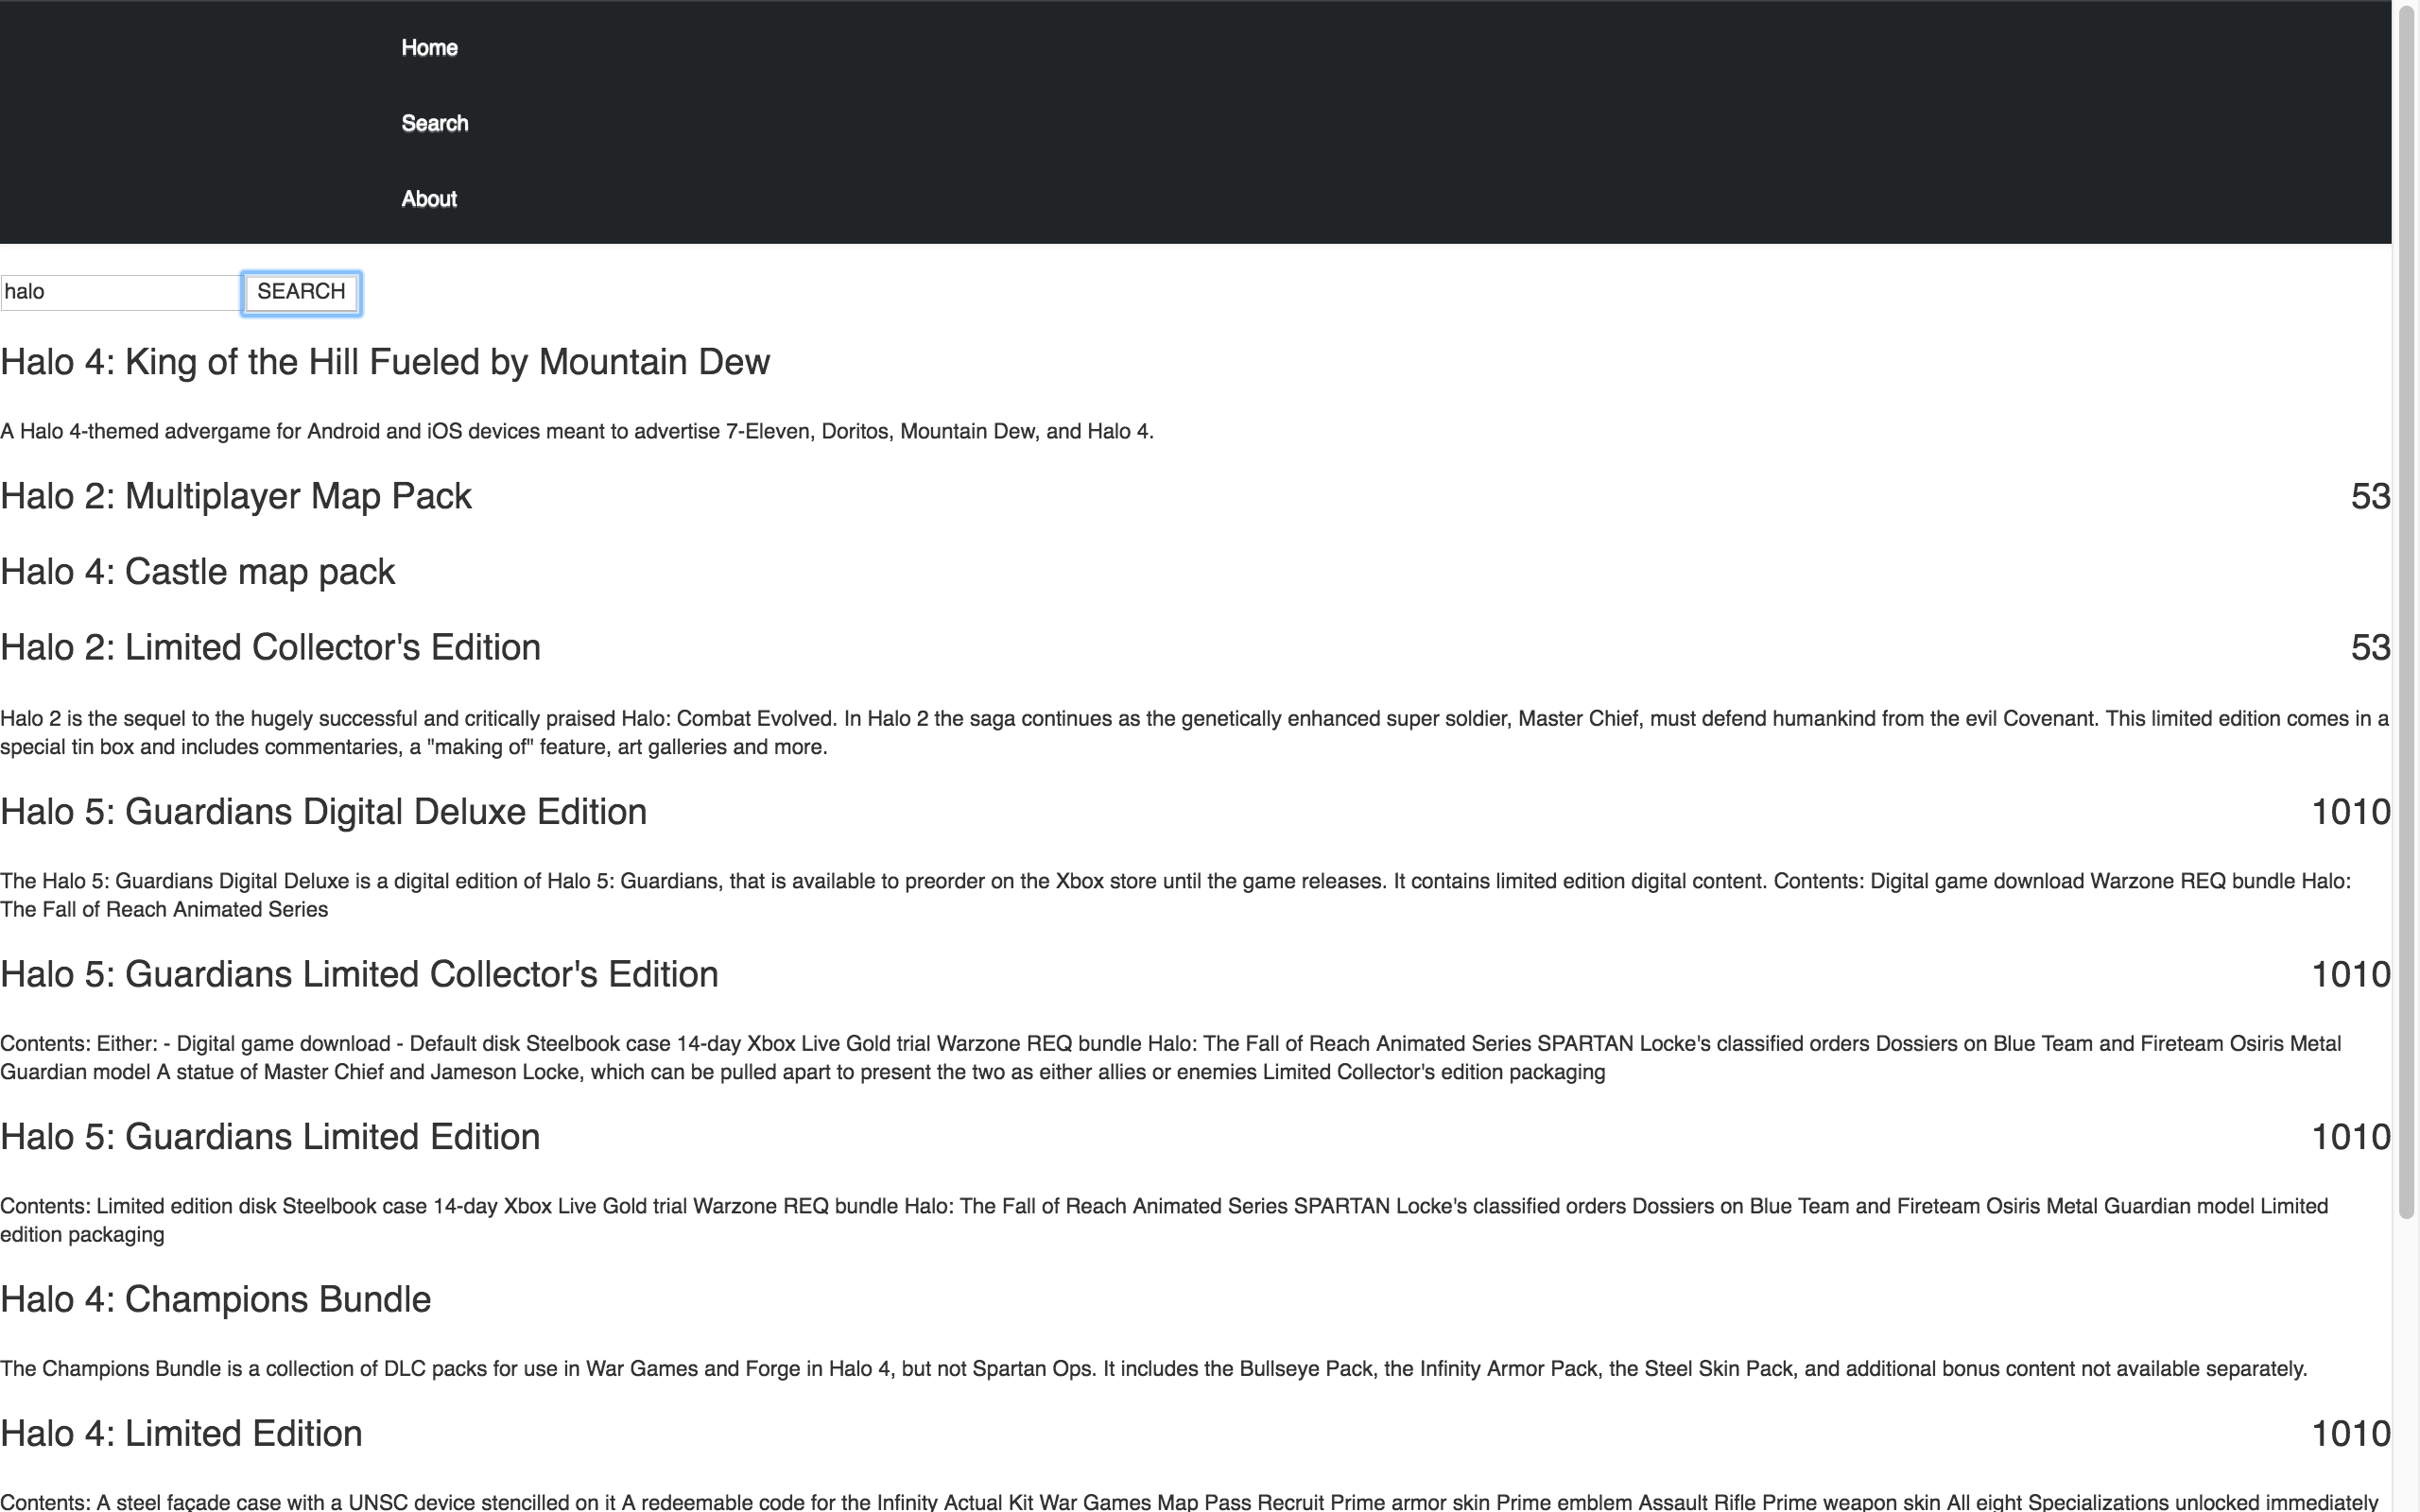 Home
Search
About
halo SEARCH
Halo 4: King of the Hill Fueled by Mountain Dew
A Halo 4-themed advergame for Android and iOS devices meant to advertise 7-Eleven, Doritos, Mountain Dew, and Halo 4.
Halo 2: Multiplayer Map Pack 53
Halo 4: Castle map pack
Halo 2: Limited Collector's Edition 53
Halo 2 is the sequel to the hugely successful and critically praised Halo: Combat Evolved. In Halo 2 the saga continues as the genetically enhanced super soldier, Master Chief, must defend humankind from the evil Covenant. This limited edition comes in a
special tin box and includes commentaries, a "making of" feature, art galleries and more.
Halo 5: Guardians Digital Deluxe Edition 1010
The Halo 5: Guardians Digital Deluxe is a digital edition of Halo 5: Guardians, that is available to preorder on the Xbox store until the game releases. It contains limited edition digital content. Contents: Digital game download Warzone REQ bundle Halo:
The Fall of Reach Animated Series
Halo 5: Guardians Limited Collector's Edition 1010
Contents: Either: - Digital game download - Default disk Steelbook case 14-day Xbox Live Gold trial Warzone REQ bundle Halo: The Fall of Reach Animated Series SPARTAN Locke's classified orders Dossiers on Blue Team and Fireteam Osiris Metal
Guardian model A statue of Master Chief and Jameson Locke, which can be pulled apart to present the two as either allies or enemies Limited Collector's edition packaging
Halo 5: Guardians Limited Edition 1010
Contents: Limited edition disk Steelbook case 14-day Xbox Live Gold trial Warzone REQ bundle Halo: The Fall of Reach Animated Series SPARTAN Locke's classified orders Dossiers on Blue Team and Fireteam Osiris Metal Guardian model Limited
edition packaging
Halo 4: Champions Bundle
The Champions Bundle is a collection of DLC packs for use in War Games and Forge in Halo 4, but not Spartan Ops. It includes the Bullseye Pack, the Infinity Armor Pack, the Steel Skin Pack, and additional bonus content not available separately.
Halo 4: Limited Edition 1010
Contents: A steel façade case with a UNSC device stencilled on it A redeemable code for the Infinity Actual Kit War Games Map Pass Recruit Prime armor skin Prime emblem Assault Rifle Prime weapon skin All eight Specializations unlocked immediately